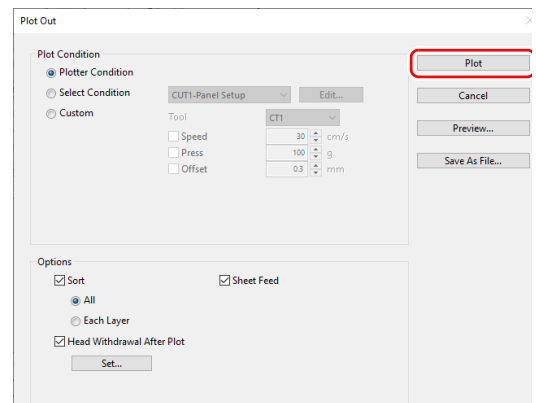 Plot Out
Plot Condition
Plotter Condition
Select Condition
CUT1-Panel Setup
Edit...
Custom
Tool
CT1
Speed
30
cm/s
Press
100
g
Offset
0.3
mm
Plot
Cancel
Preview...
Save As File...
Options
Sort
Sheet Feed
All
Each Layer
Head Withdrawal After Plot
Set...